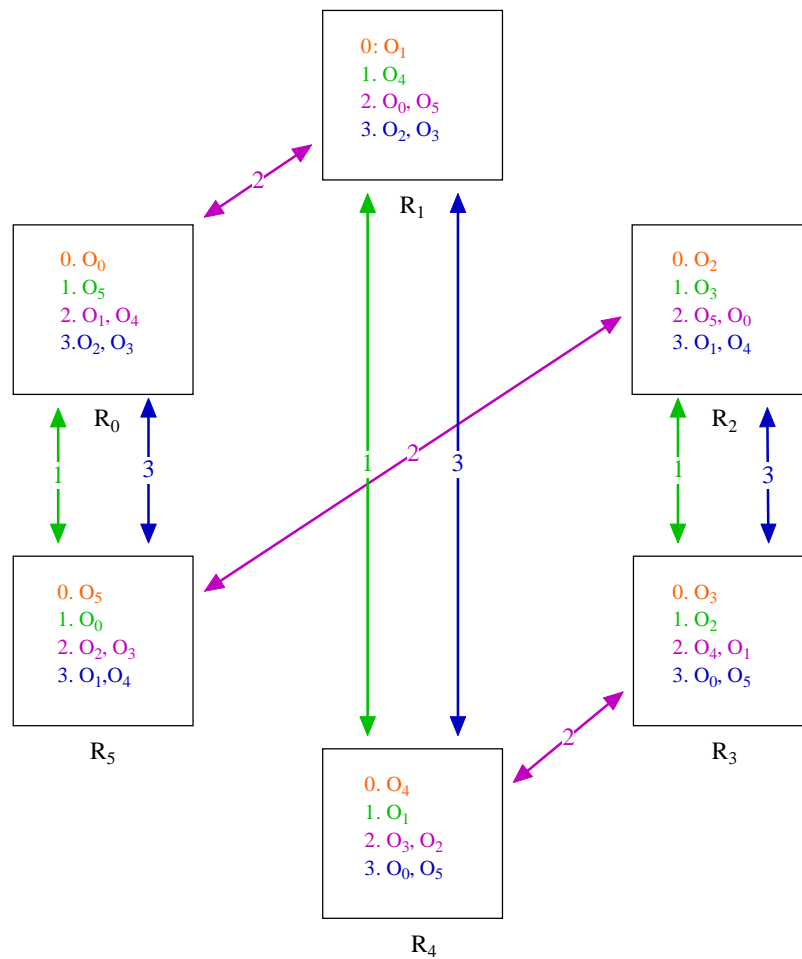 0: O₁
1. O₄
2. O₀, O₅
3. O₂, O₃
R₁
2
0. O₀
1. O₅
2. O₁, O₄
3.O₂, O₃
R₀
0. O₂
1. O₃
2. O₅, O₀
3. O₁, O₄
R₂
1
3
2
1
3
1
3
0. O₅
1. O₀
2. O₂, O₃
3. O₁,O₄
R₅
0. O₃
1. O₂
2. O₄, O₁
3. O₀, O₅
R₃
2
0. O₄
1. O₁
2. O₃, O₂
3. O₀, O₅
R₄